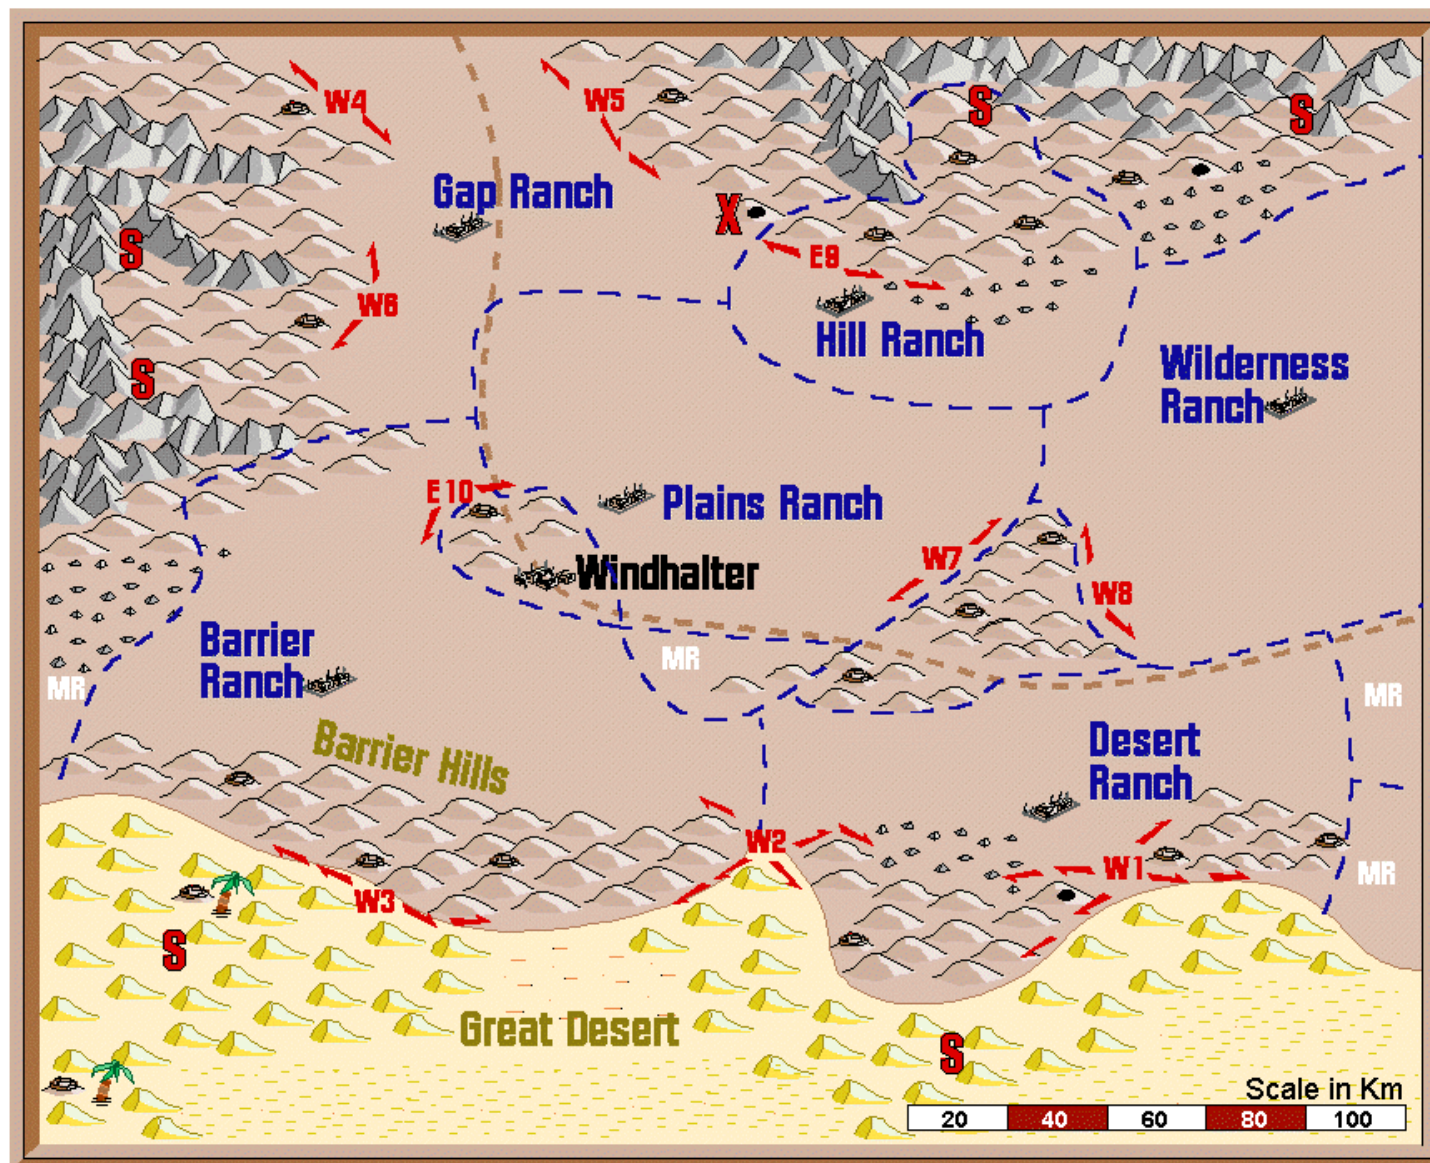 W4
W5
S
S
Gap Ranch
X
S
E9
W6
Hill Ranch
S
Wilderness
Ranch
E10
Plains Ranch
W7
Windhalter
W8
Barrier
Ranch
MR
MR
MR
Barrier Hills
Desert
Ranch
W2
W1
MR
W3
S
Great Desert
S
Scale in Km
20 40 60 80 100